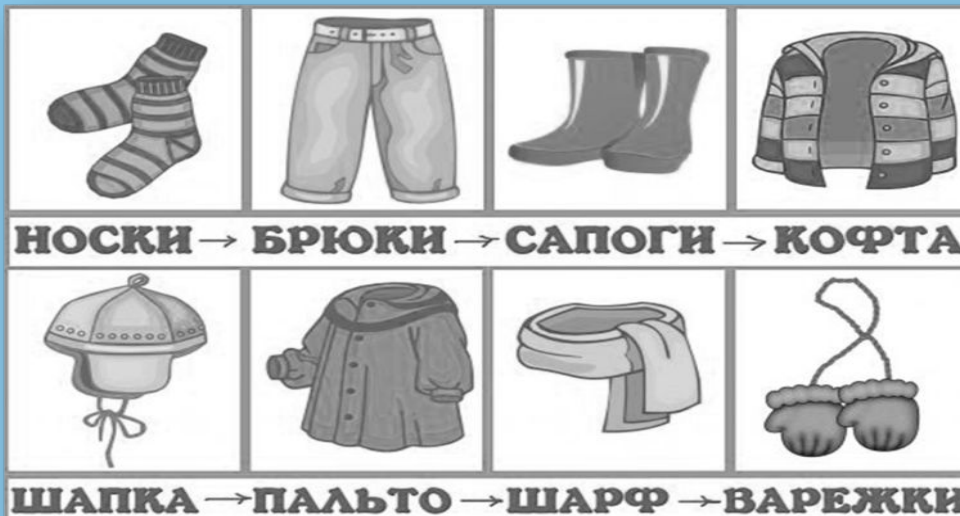 НОСКИ → БРЮКИ → САПОГИ → КОФТА
ШАПКА → ПАЛЬТО → ШАРФ → ВАРЕЖКИ